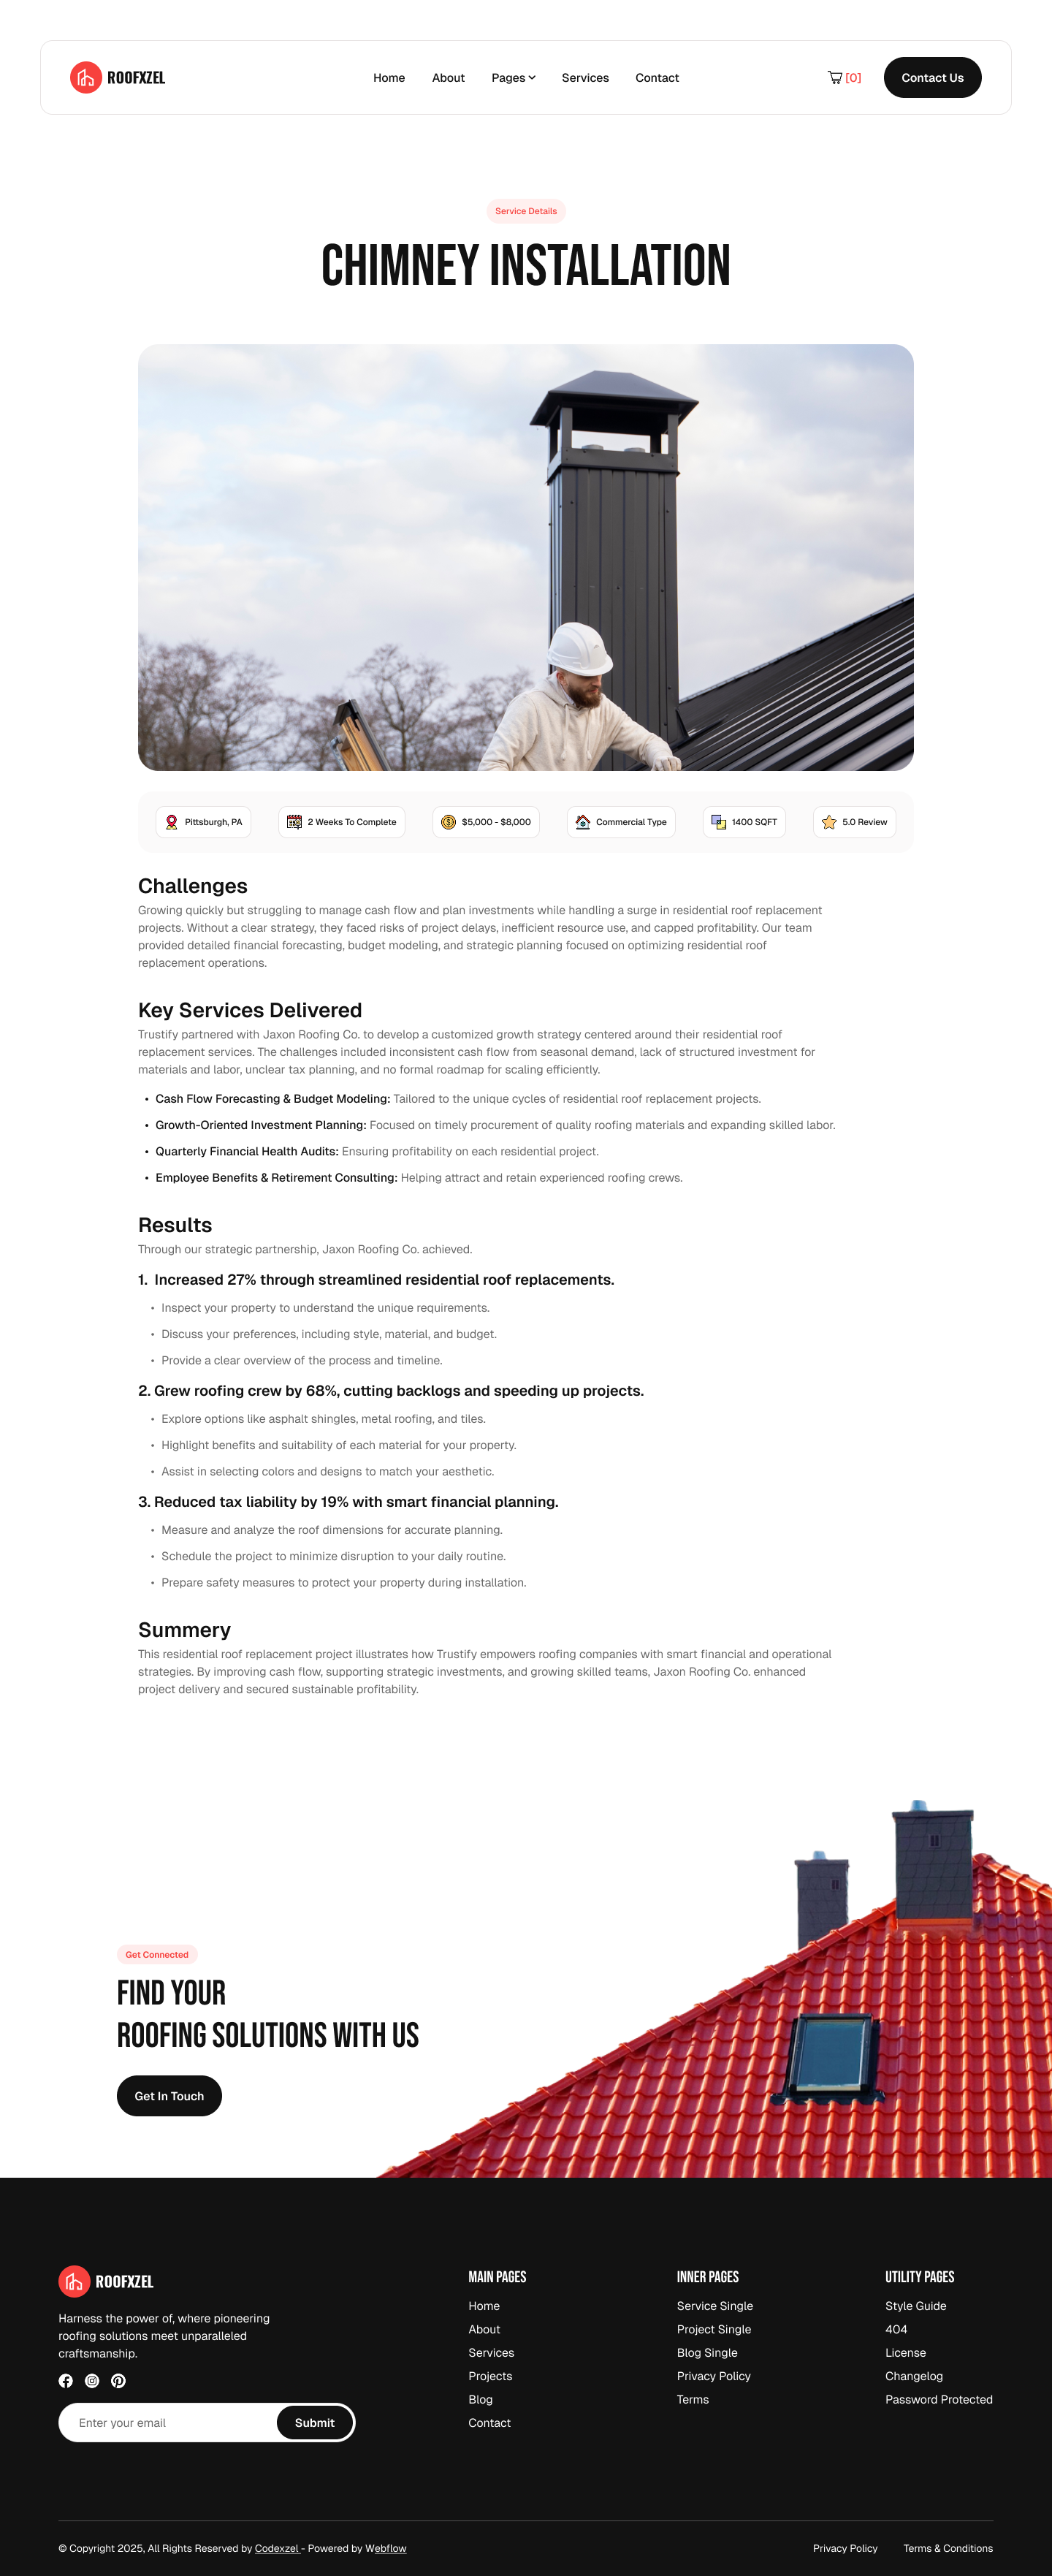 ROOFXZEL
Home About Pages Services Contact
[0]
Contact Us
Service Details
CHIMNEY INSTALLATION
Pittsburgh, PA
2 Weeks To Complete
$5,000 - $8,000
Commercial Type
1400 SQFT
5.0 Review
Challenges
Growing quickly but struggling to manage cash flow and plan investments while handling a surge in residential roof replacement
projects. Without a clear strategy, they faced risks of project delays, inefficient resource use, and capped profitability. Our team
provided detailed financial forecasting, budget modeling, and strategic planning focused on optimizing residential roof
replacement operations.
Key Services Delivered
Trustify partnered with Jaxon Roofing Co. to develop a customized growth strategy centered around their residential roof
replacement services. The challenges included inconsistent cash flow from seasonal demand, lack of structured investment for
materials and labor, unclear tax planning, and no formal roadmap for scaling efficiently.
• Cash Flow Forecasting & Budget Modeling: Tailored to the unique cycles of residential roof replacement projects.
• Growth-Oriented Investment Planning: Focused on timely procurement of quality roofing materials and expanding skilled labor.
• Quarterly Financial Health Audits: Ensuring profitability on each residential project.
• Employee Benefits & Retirement Consulting: Helping attract and retain experienced roofing crews.
Results
Through our strategic partnership, Jaxon Roofing Co. achieved.
1. Increased 27% through streamlined residential roof replacements.
• Inspect your property to understand the unique requirements.
• Discuss your preferences, including style, material, and budget.
• Provide a clear overview of the process and timeline.
2. Grew roofing crew by 68%, cutting backlogs and speeding up projects.
• Explore options like asphalt shingles, metal roofing, and tiles.
• Highlight benefits and suitability of each material for your property.
• Assist in selecting colors and designs to match your aesthetic.
3. Reduced tax liability by 19% with smart financial planning.
• Measure and analyze the roof dimensions for accurate planning.
• Schedule the project to minimize disruption to your daily routine.
• Prepare safety measures to protect your property during installation.
Summery
This residential roof replacement project illustrates how Trustify empowers roofing companies with smart financial and operational
strategies. By improving cash flow, supporting strategic investments, and growing skilled teams, Jaxon Roofing Co. enhanced
project delivery and secured sustainable profitability.
Get Connected
FIND YOUR
ROOFING SOLUTIONS WITH US
Get In Touch
ROOFXZEL
Harness the power of, where pioneering
roofing solutions meet unparalleled
craftsmanship.
Enter your email
Submit
MAIN PAGES
Home
About
Services
Projects
Blog
Contact
INNER PAGES
Service Single
Project Single
Blog Single
Privacy Policy
Terms
UTILITY PAGES
Style Guide
404
License
Changelog
Password Protected
© Copyright 2025, All Rights Reserved by Codexzel - Powered by Webflow
Privacy Policy
Terms & Conditions